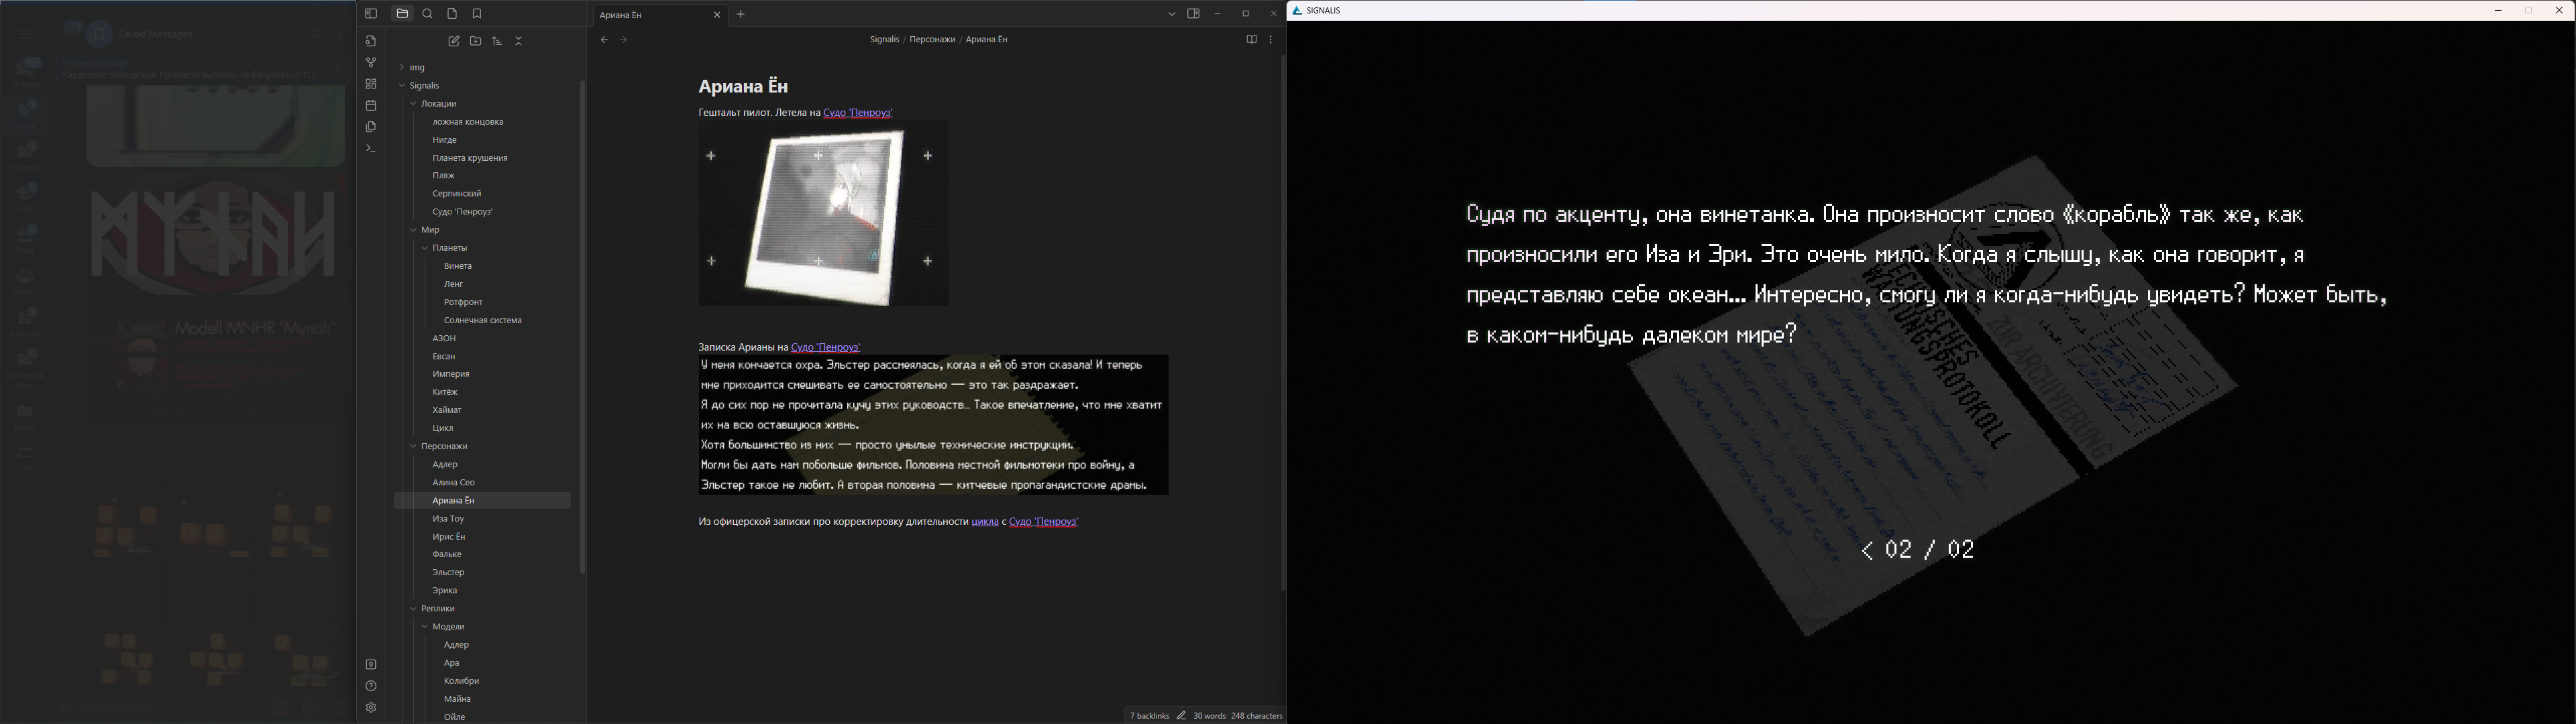 Saved Messages
Pinned message
Modell MNHR "Mynah"
img
Signalis
Локации
ложная концовка
Нигде
Планета крушения
Пляж
Серпинский
Судо 'Пенроуз'
Мир
Планеты
Винета
Ленг
Ротфронт
Солнечная система
АЗОН
Евсан
Империя
Китёж
Хаймат
Цикл
Персонажи
Адлер
Алина Сео
Ариана Ён
Иза Тоу
Ирис Ён
Фальке
Эльстер
Эрика
Реплики
Модели
Адлер
Ара
Колибри
Майна
Ойле
Ариана Ён
Signalis / Персонажи / Ариана Ён
Ариана Ён
Гештальт пилот. Летела на Судо 'Пенроуз'
Записка Арианы на Судо 'Пенроуз'
У меня кончается охра. Эльстер рассмеялась, когда я ей об этом сказала! И теперь
мне приходится смешивать ее самостоятельно — это так раздражает.
Я до сих пор не прочитала кучу этих руководств... Такое впечатление, что мне хватит
их на всю оставшуюся жизнь.
Хотя большинство из них — просто унылые технические инструкции.
Могли бы дать нам побольше фильмов. Половина местной фильмотеки про войну, а
Эльстер такое не любит. А вторая половина — китчевые пропагандистские драмы.
Из офицерской записки про корректировку длительности цикла с Судо 'Пенроуз'
7 backlinks 30 words 248 characters
SIGNALIS
Судя по акценту, она винетанка. Она произносит слово «корабль» так же, как
произносили его Иза и Эри. Это очень мило. Когда я слышу, как она говорит, я
представляю себе океан... Интересно, смогу ли я когда-нибудь увидеть? Может быть,
в каком-нибудь далеком мире?
ZUR ARCHIVIERUNG
< 02 / 02